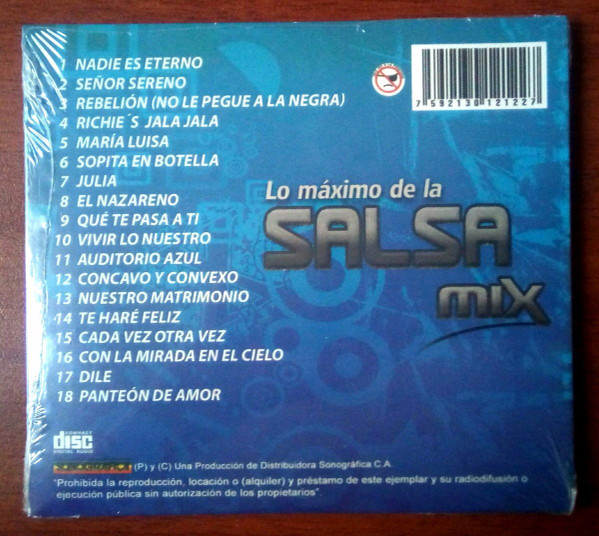 1 NADIE ES ETERNO
2 SEÑOR SERENO
3 REBELIÓN (NO LE PEGUE A LA NEGRA)
4 RICHIE´S JALA JALA
5 MARÍA LUISA
6 SOPITA EN BOTELLA
7 JULIA
8 EL NAZARENO
9 QUÉ TE PASA A TI
10 VIVIR LO NUESTRO
11 AUDITORIO AZUL
12 CONCAVO Y CONVEXO
13 NUESTRO MATRIMONIO
14 TE HARÉ FELIZ
15 CADA VEZ OTRA VEZ
16 CON LA MIRADA EN EL CIELO
17 DILE
18 PANTEÓN DE AMOR
7 592130 121227
Lo máximo de la
SALSA
mix
COMPACT
disc
DIGITAL AUDIO
SONOGRAFICA (P) y (C) Una Producción de Distribuidora Sonográfica C.A.
"Prohibida la reproducción, locación o (alquiler) y préstamo de este ejemplar y su radiodifusión o
ejecución pública sin autorización de los propietarios".